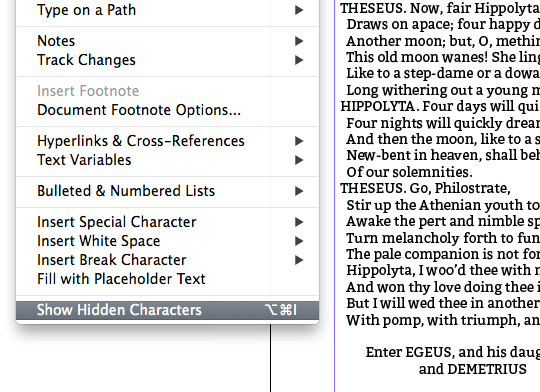 Type on a Path
Notes
Track Changes
Insert Footnote
Document Footnote Options...
Hyperlinks & Cross-References
Text Variables
Bulleted & Numbered Lists
Insert Special Character
Insert White Space
Insert Break Character
Fill with Placeholder Text
Show Hidden Characters ⌥⌘I
THESEUS. Now, fair Hippolyta
Draws on apace; four happy d
Another moon; but, O, methin
This old moon wanes! She ling
Like to a step-dame or a dowa
Long withering out a young m
HIPPOLYTA. Four days will qui
Four nights will quickly drean
And then the moon, like to a s
New-bent in heaven, shall beh
Of our solemnities.
THESEUS. Go, Philostrate,
Stir up the Athenian youth to
Awake the pert and nimble sp
Turn melancholy forth to fun
The pale companion is not for
Hippolyta, I woo'd thee with m
And won thy love doing thee i
But I will wed thee in another
With pomp, with triumph, an
Enter EGEUS, and his daug
and DEMETRIUS